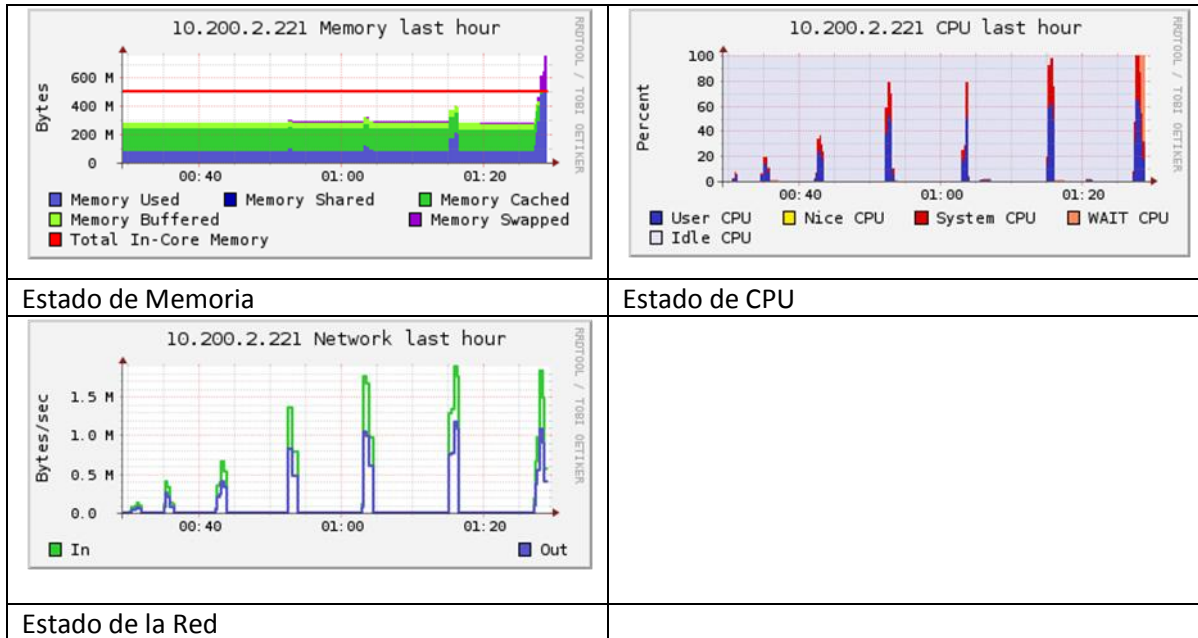 10.200.2.221 Memory last hour
RRDTOOL / TOBI OETIKER
Bytes
600 M
400 M
200 M
0
00:40 01:00 01:20
Memory Used Memory Shared Memory Cached
Memory Buffered Memory Swapped
Total In-Core Memory
10.200.2.221 CPU last hour
RRDTOOL / TOBI OETIKER
Percent
100
80
60
40
20
0
00:40 01:00 01:20
User CPU Nice CPU System CPU WAIT CPU
Idle CPU
Estado de Memoria
Estado de CPU
10.200.2.221 Network last hour
RRDTOOL / TOBI OETIKER
Bytes/sec
1.5 M
1.0 M
0.5 M
0.0
00:40 01:00 01:20
In Out
Estado de la Red